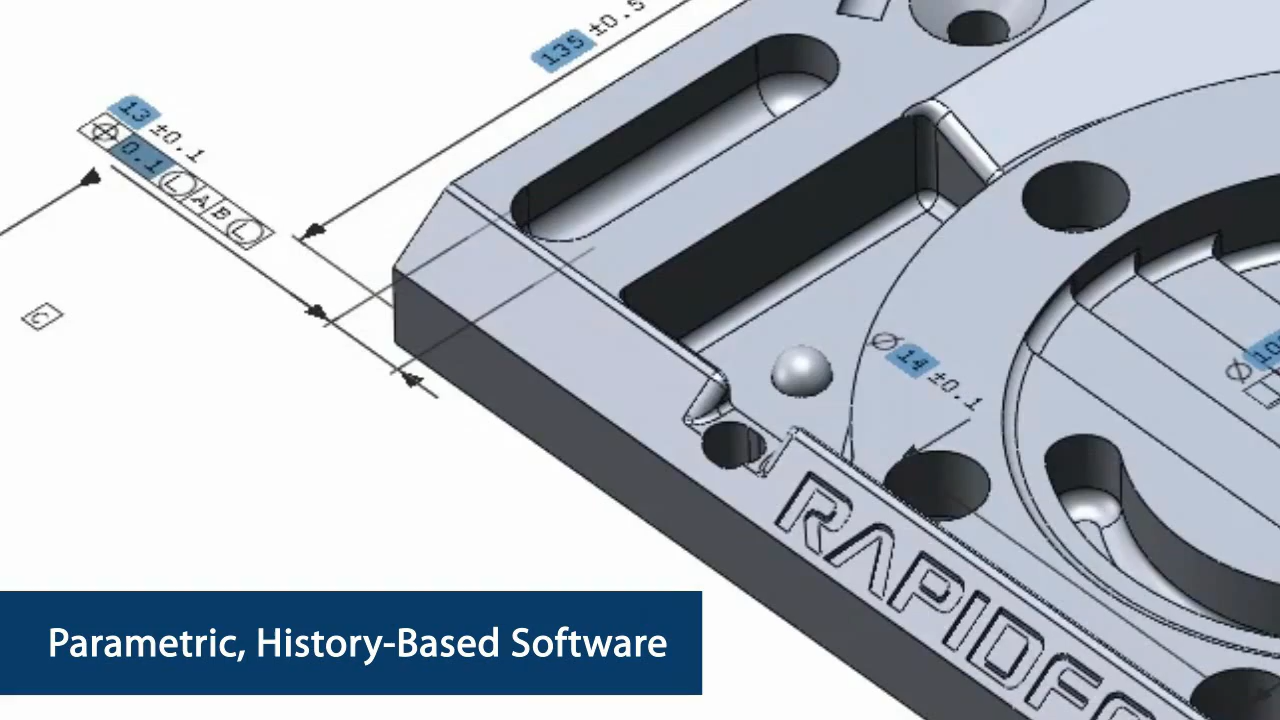 135 ±0.5
13 ±0.1
0.1 Ⓛ A B Ⓛ
C
Ø 14 ±0.1
RAPIDF
Parametric, History-Based Software